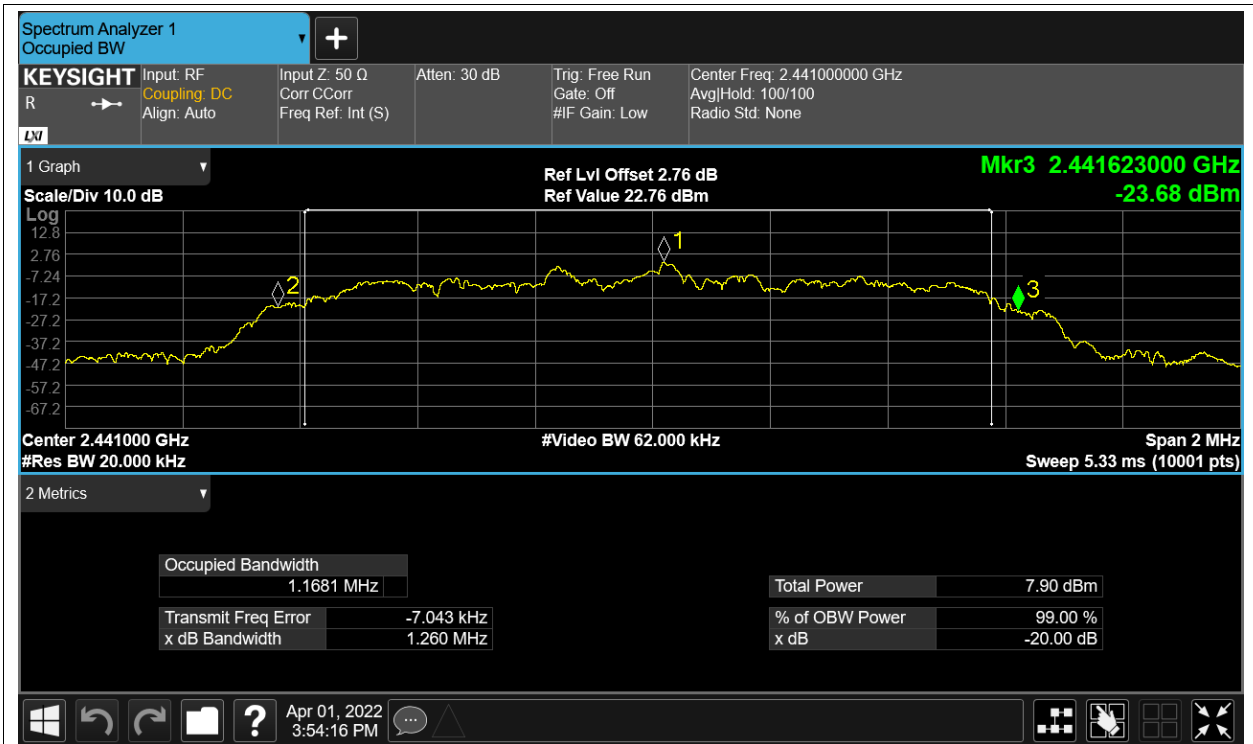 Spectrum Analyzer 1
Occupied BW
+
KEYSIGHT
R
LXI
Input: RF
Coupling: DC
Align: Auto
Input Z: 50 Ω
Corr CCorr
Freq Ref: Int (S)
Atten: 30 dB
Trig: Free Run
Gate: Off
#IF Gain: Low
Center Freq: 2.441000000 GHz
Avg|Hold: 100/100
Radio Std: None
1 Graph
Scale/Div 10.0 dB
Ref Lvl Offset 2.76 dB
Ref Value 22.76 dBm
Mkr3 2.441623000 GHz
-23.68 dBm
Log
12.8
2.76
-7.24
-17.2
-27.2
-37.2
-47.2
-57.2
-67.2
1
2
3
Center 2.441000 GHz
#Res BW 20.000 kHz
#Video BW 62.000 kHz
Span 2 MHz
Sweep 5.33 ms (10001 pts)
2 Metrics
Occupied Bandwidth
1.1681 MHz
Transmit Freq Error -7.043 kHz
x dB Bandwidth 1.260 MHz
Total Power 7.90 dBm
% of OBW Power 99.00 %
x dB -20.00 dB
?
Apr 01, 2022
3:54:16 PM